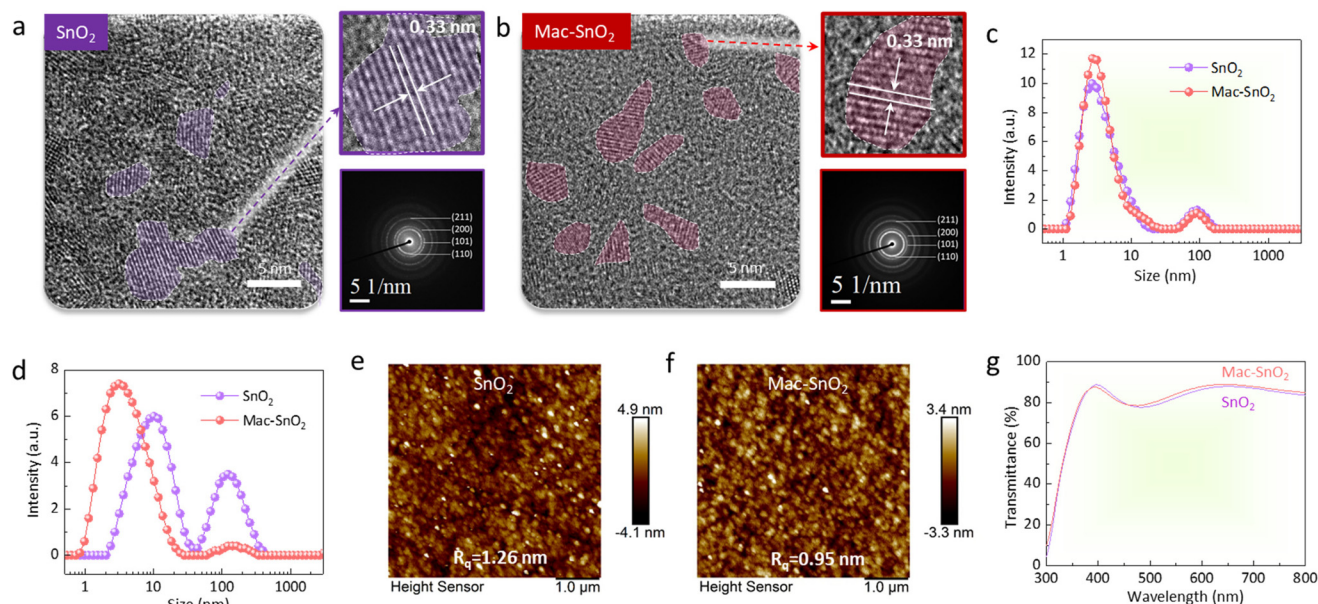 a
SnO₂
0.33 nm
5 nm
(211)
(200)
(101)
(110)
5 1/nm
b
Mac-SnO₂
0.33 nm
5 nm
(211)
(200)
(101)
(110)
5 1/nm
c
Intensity (a.u.)
12
10
8
6
4
2
0
SnO₂
Mac-SnO₂
1
10
100
1000
Size (nm)
d
Intensity (a.u.)
8
6
4
2
0
SnO₂
Mac-SnO₂
1
10
100
1000
Size (nm)
e
SnO₂
Rq=1.26 nm
Height Sensor
1.0 µm
4.9 nm
-4.1 nm
f
Mac-SnO₂
Rq=0.95 nm
Height Sensor
1.0 µm
3.4 nm
-3.3 nm
g
Transmittance (%)
100
80
60
40
20
0
Mac-SnO₂
SnO₂
300
400
500
600
700
800
Wavelength (nm)